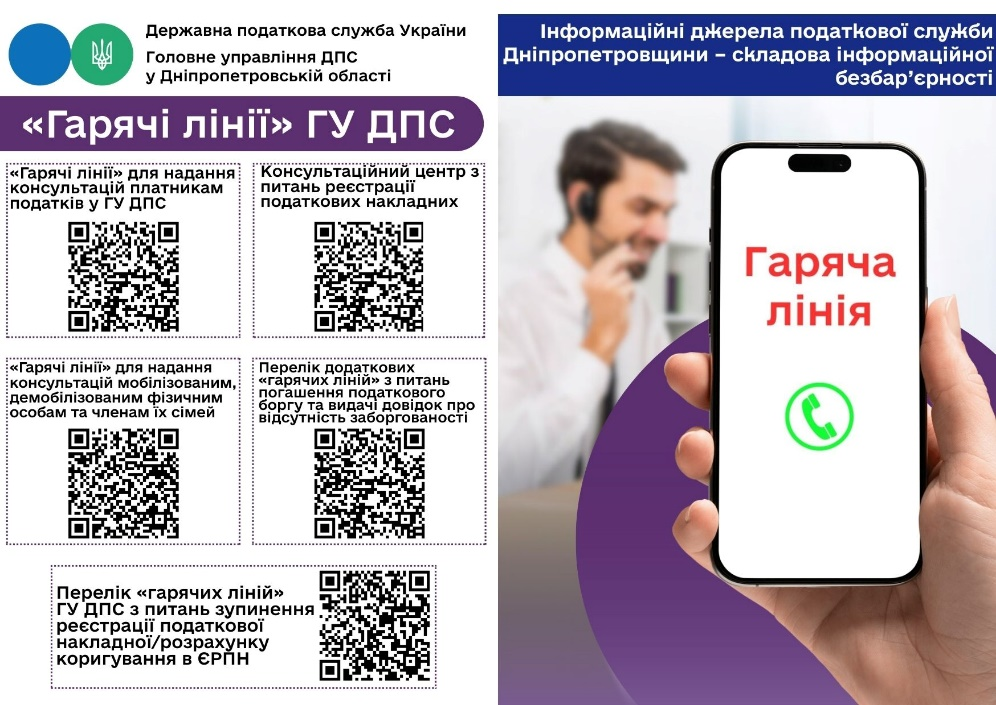 Державна податкова служба України
Головне управління ДПС
у Дніпропетровській області
«Гарячі лінії» ГУ ДПС
«Гарячі лінії» для надання
консультацій платникам
податків у ГУ ДПС
Консультаційний центр з
питань реєстрації
податкових накладних
«Гарячі лінії» для надання
консультацій мобілізованим,
демобілізованим фізичним
особам та членам їх сімей
Перелік додаткових
«гарячих ліній» з питань
погашення податкового
боргу та видачі довідок про
відсутність заборгованості
Перелік «гарячих ліній»
ГУ ДПС з питань зупинення
реєстрації податкової
накладної/розрахунку
коригування в ЄРПН
Інформаційні джерела податкової служби
Дніпропетровщини – складова інформаційної
безбар’єрності
Гаряча
лінія